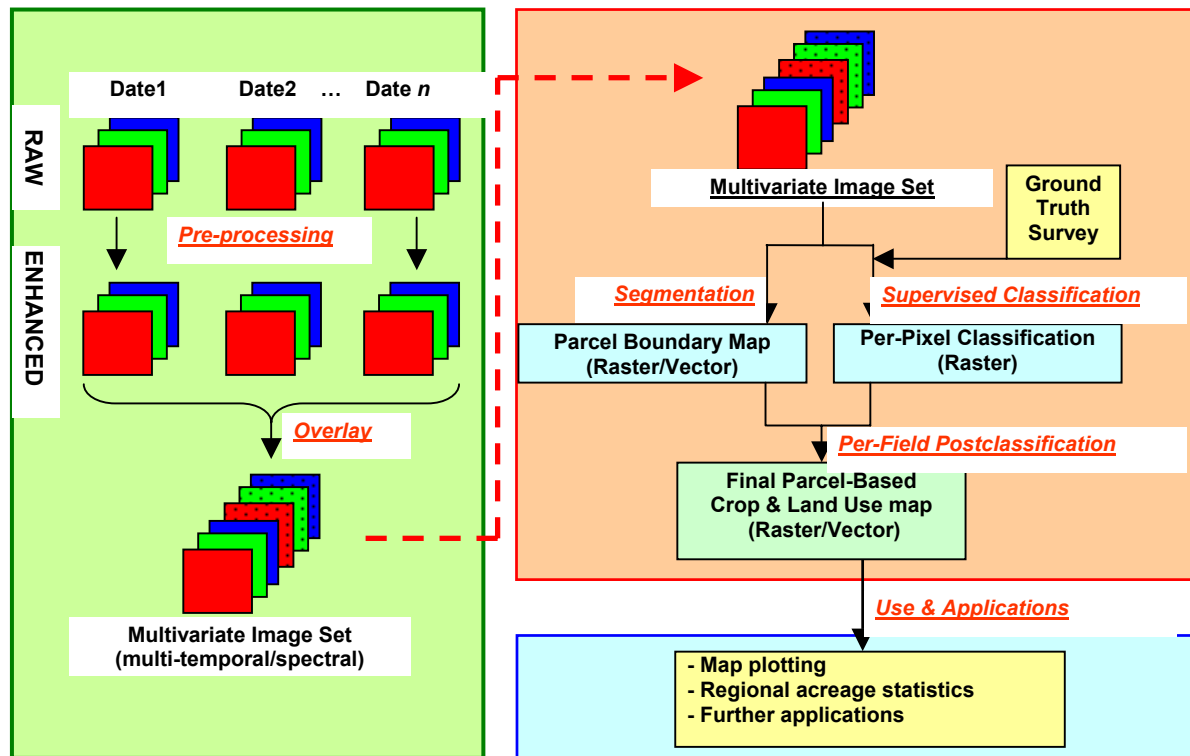 Date1 Date2 … Date n
RAW
Pre-processing
ENHANCED
Overlay
Multivariate Image Set
(multi-temporal/spectral)
Multivariate Image Set
Ground
Truth
Survey
Segmentation
Supervised Classification
Parcel Boundary Map
(Raster/Vector)
Per-Pixel Classification
(Raster)
Per-Field Postclassification
Final Parcel-Based
Crop & Land Use map
(Raster/Vector)
Use & Applications
- Map plotting
- Regional acreage statistics
- Further applications